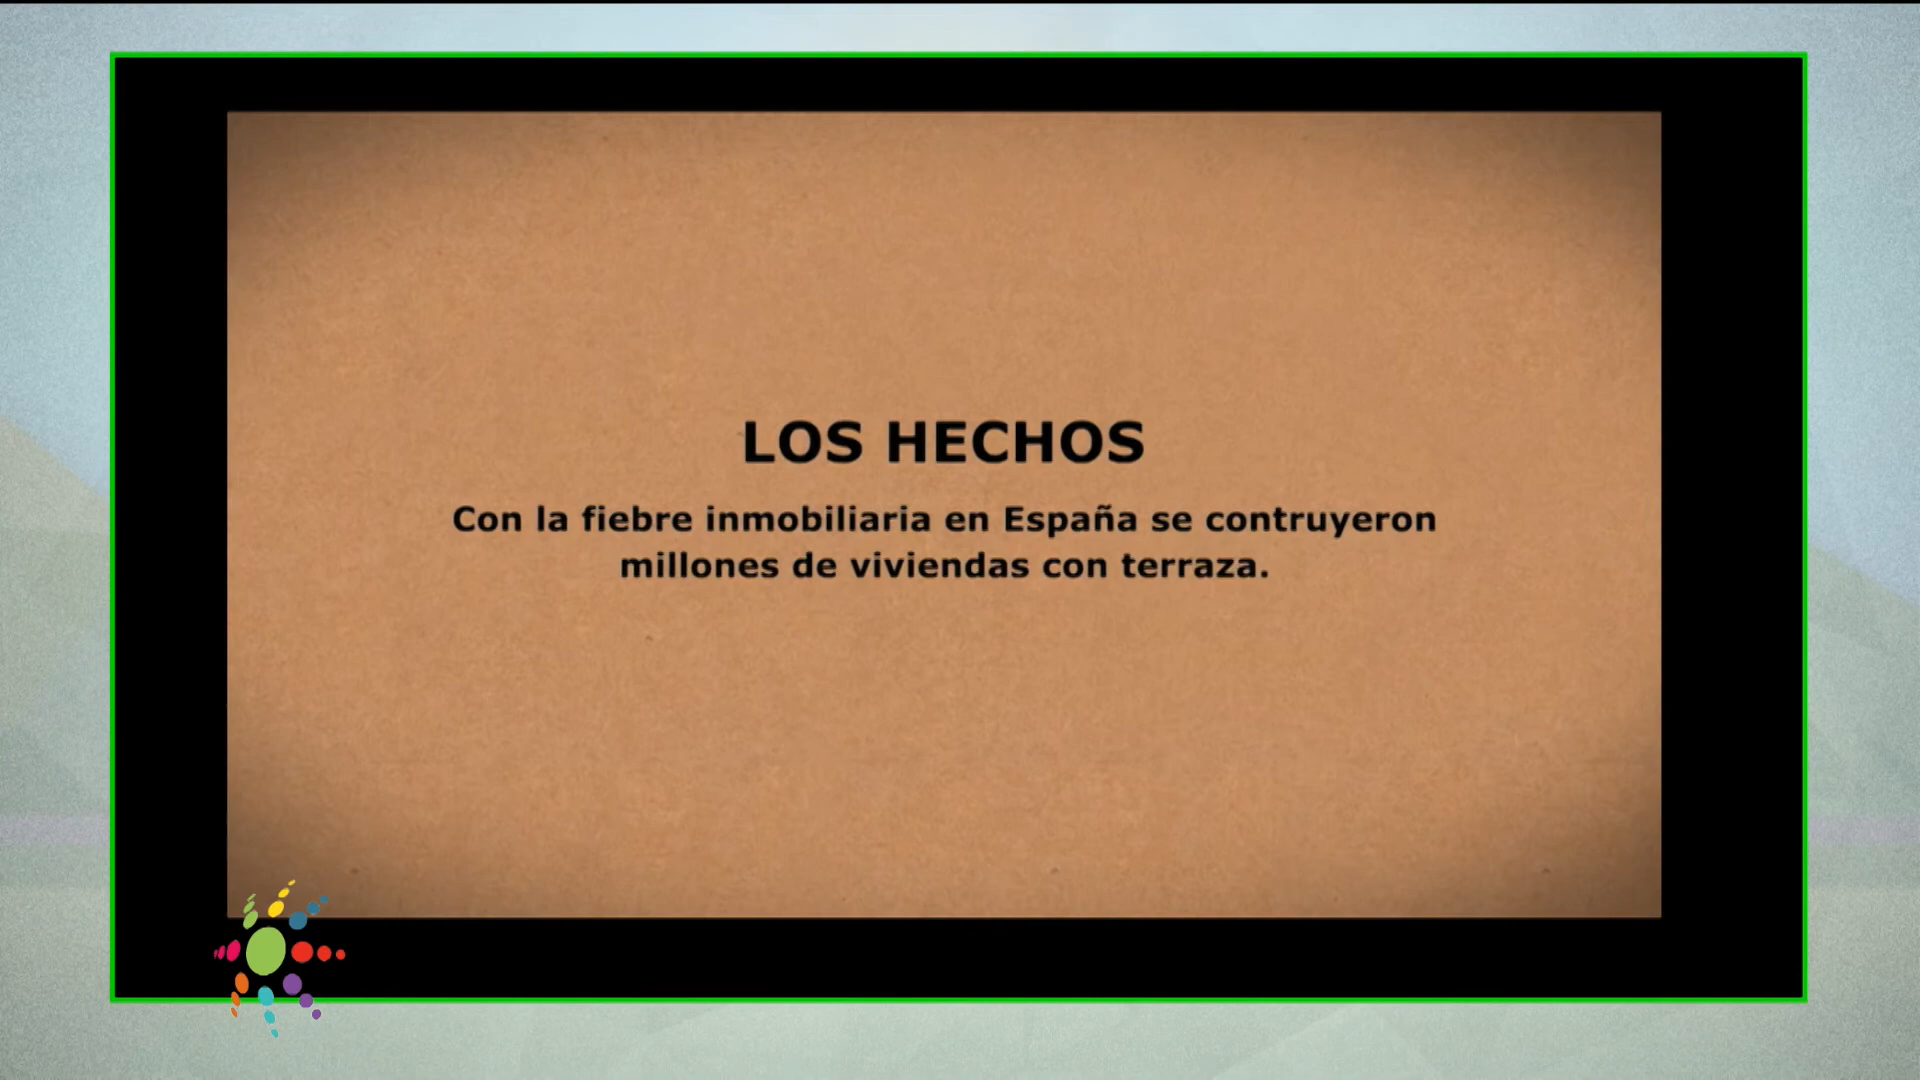 LOS HECHOS
Con la fiebre inmobiliaria en España se contruyeron
millones de viviendas con terraza.